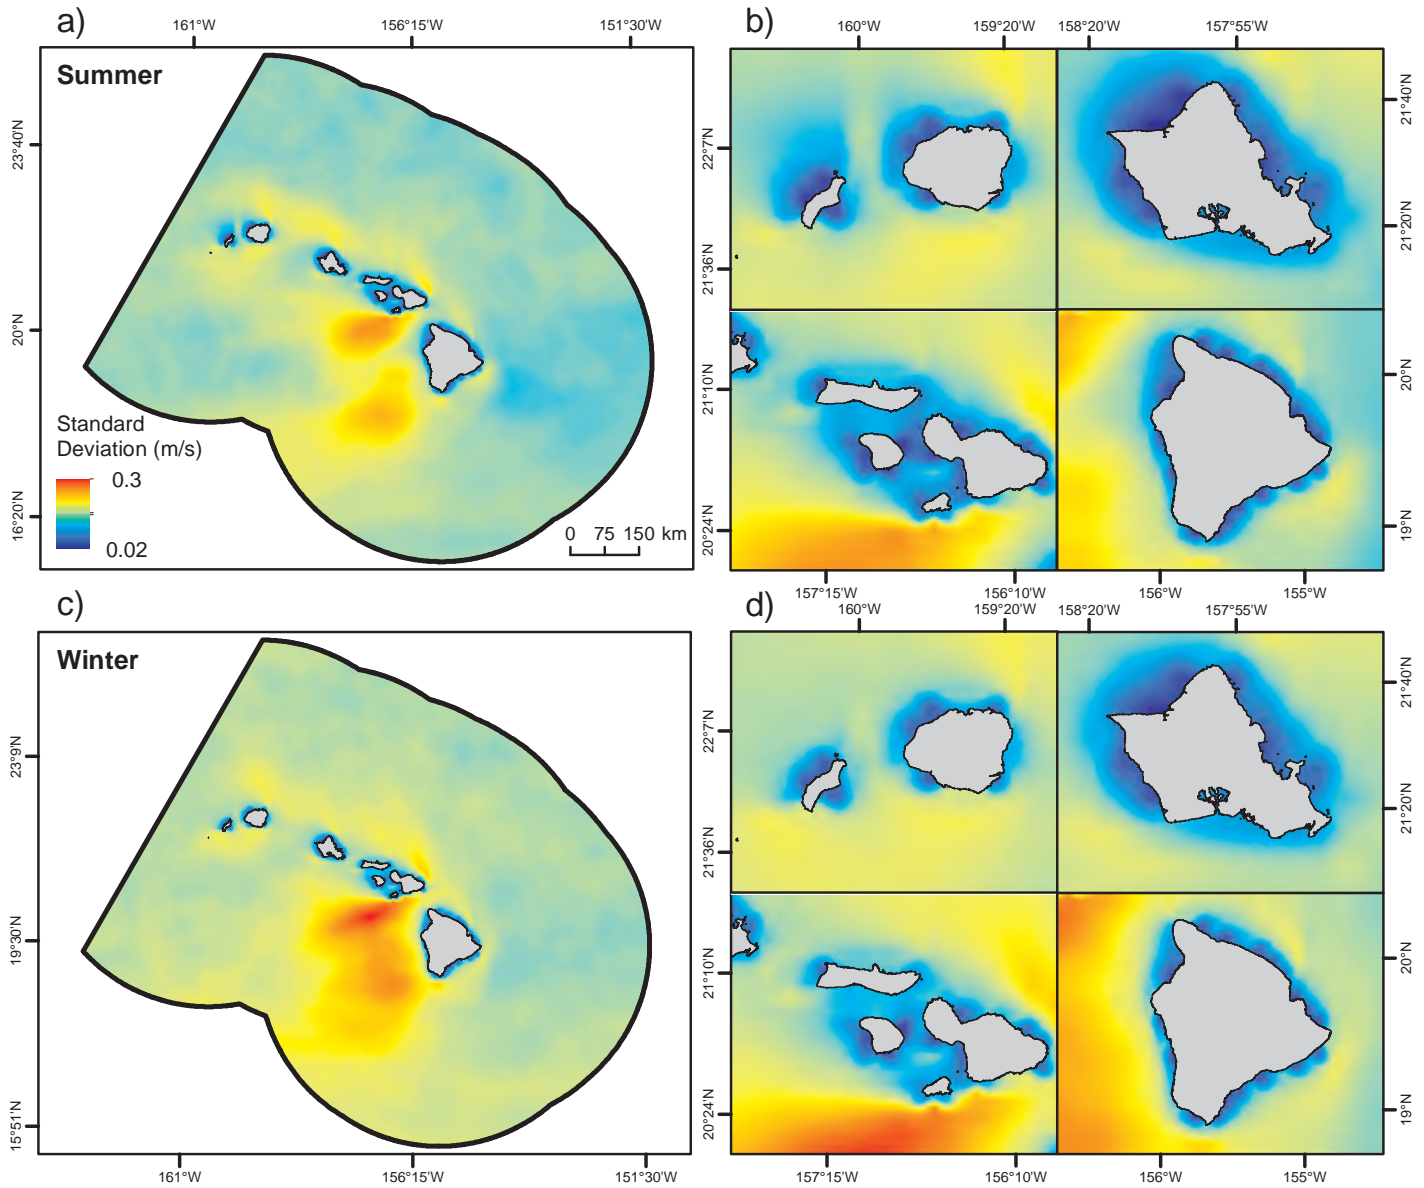 a)
161°W
156°15'W
151°30'W
Summer
23°40'N
20°N
16°20'N
Standard
Deviation (m/s)
0.3
0.02
0 75 150 km
b)
160°W
159°20'W
158°20'W
157°55'W
22°7'N
21°36'N
21°40'N
21°20'N
21°10'N
20°24'N
20°N
19°N
157°15'W
156°10'W
156°W
155°W
c)
Winter
23°9'N
19°30'N
15°51'N
161°W
156°15'W
151°30'W
d)
160°W
159°20'W
158°20'W
157°55'W
22°7'N
21°36'N
21°40'N
21°20'N
21°10'N
20°24'N
20°N
19°N
157°15'W
156°10'W
156°W
155°W